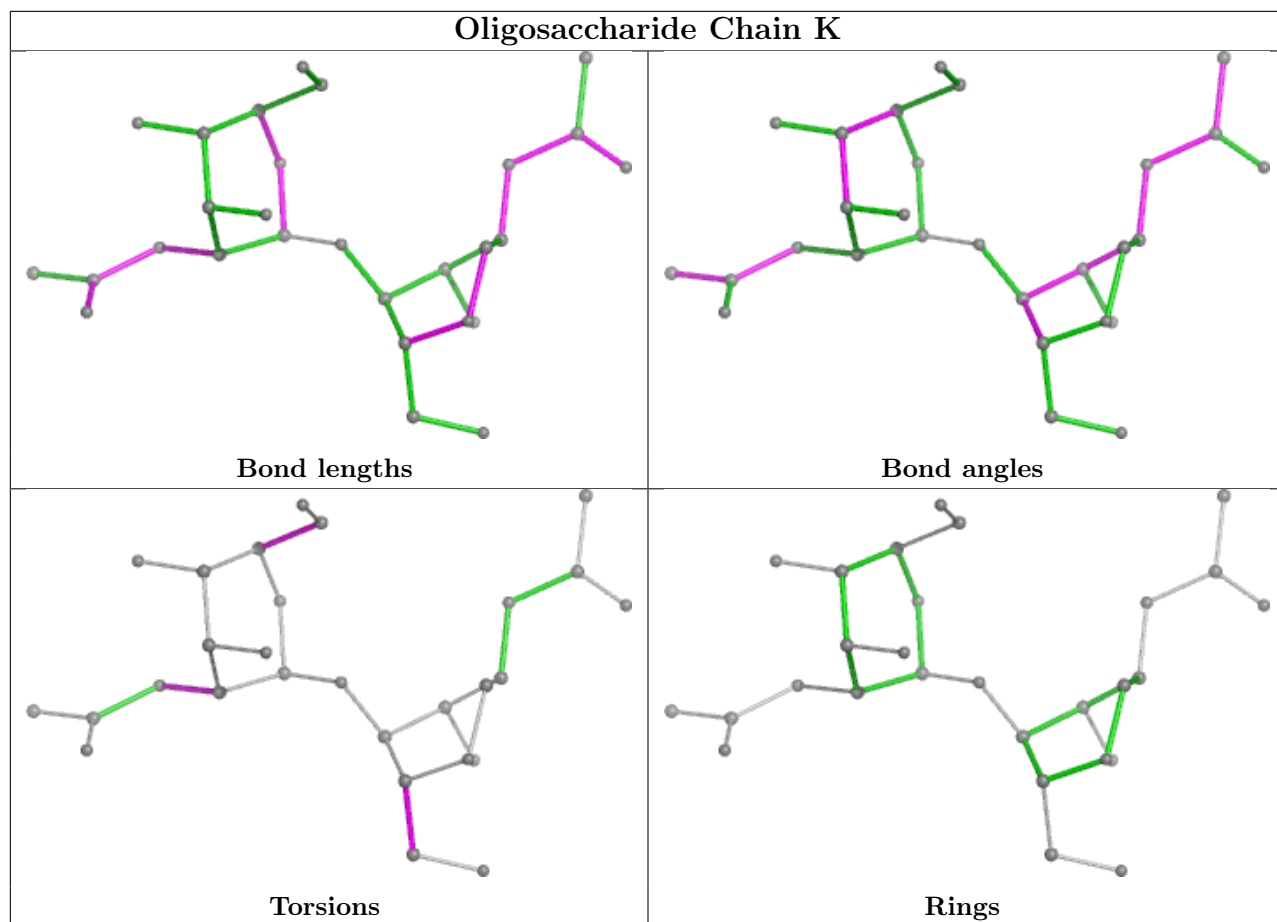 Oligosaccharide Chain K
Bond lengths
Bond angles
Torsions
Rings